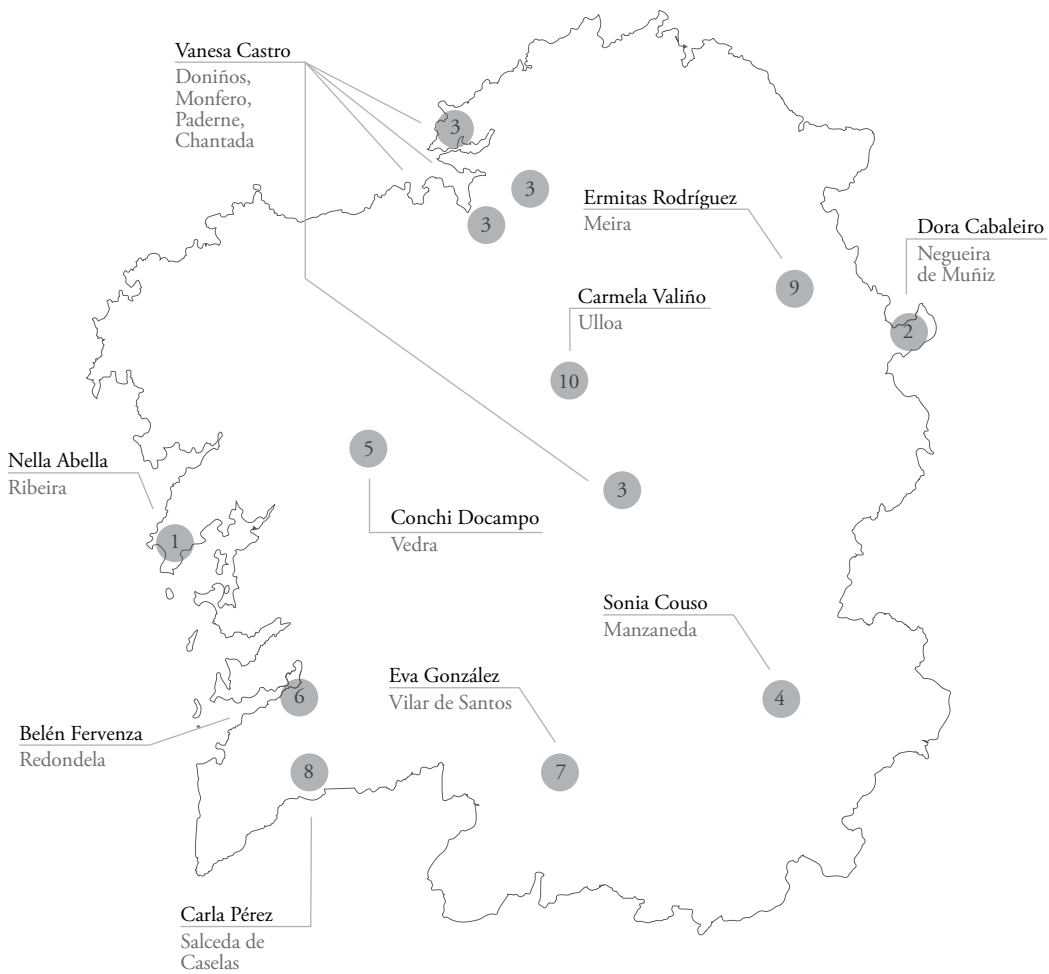 Vanesa Castro
Doniños,
Monfero,
Paderne,
Chantada
3
3
3
Ermitas Rodríguez
Meira
9
Dora Cabaleiro
Negueira
de Muñiz
2
Carmela Valiño
Ulloa
10
5
Conchi Docampo
Vedra
3
Nella Abella
Ribeira
1
Sonia Couso
Manzaneda
4
Eva González
Vilar de Santos
7
6
Belén Fervenza
Redondela
8
Carla Pérez
Salceda de
Caselas